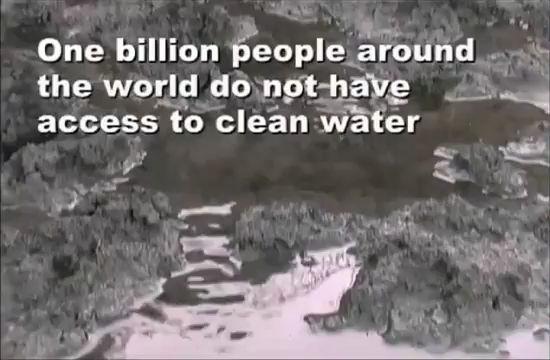 One billion people around
the world do not have
access to clean water